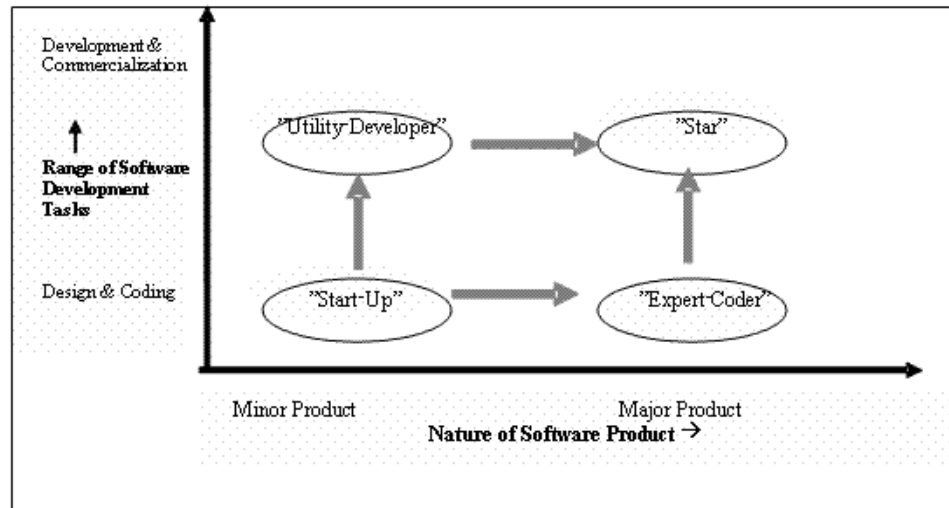 Development &
Commercialization
”Utility-Developer”
”Star”
↑
Range of Software
Development
Tasks
Design & Coding
”Start-Up”
”Expert-Coder”
Minor Product
Major Product
Nature of Software Product →